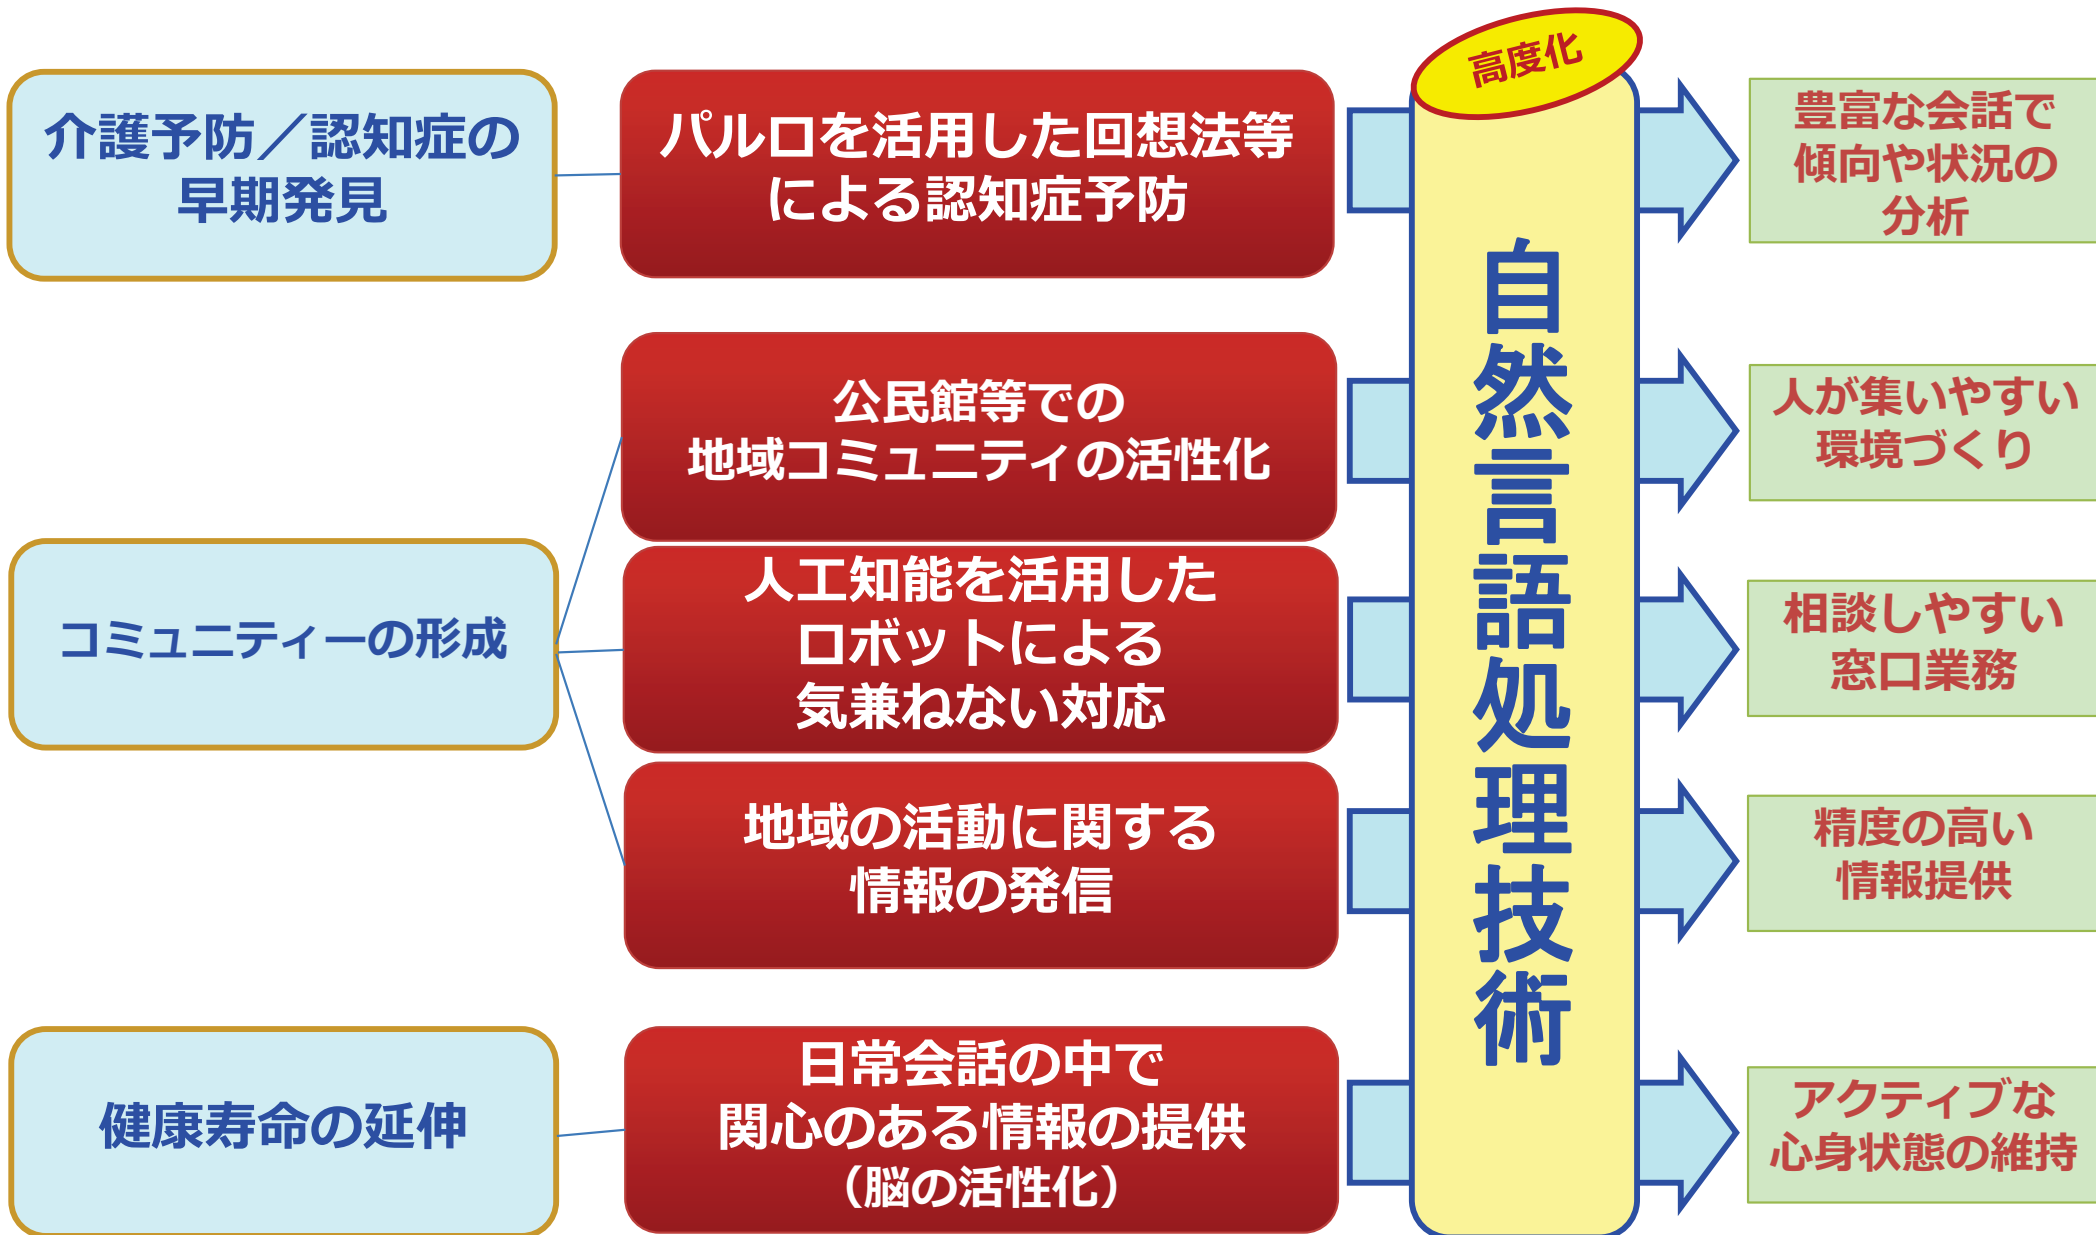 介護予防／認知症の
早期発見
パルロを活用した回想法等
による認知症予防
高度化
豊富な会話で
傾向や状況の
分析
コミュニティーの形成
公民館等での
地域コミュニティの活性化
人が集いやすい
環境づくり
人工知能を活用した
ロボットによる
気兼ねない対応
相談しやすい
窓口業務
地域の活動に関する
情報の発信
精度の高い
情報提供
健康寿命の延伸
日常会話の中で
関心のある情報の提供
（脳の活性化）
アクティブな
心身状態の維持
自然言語処理技術